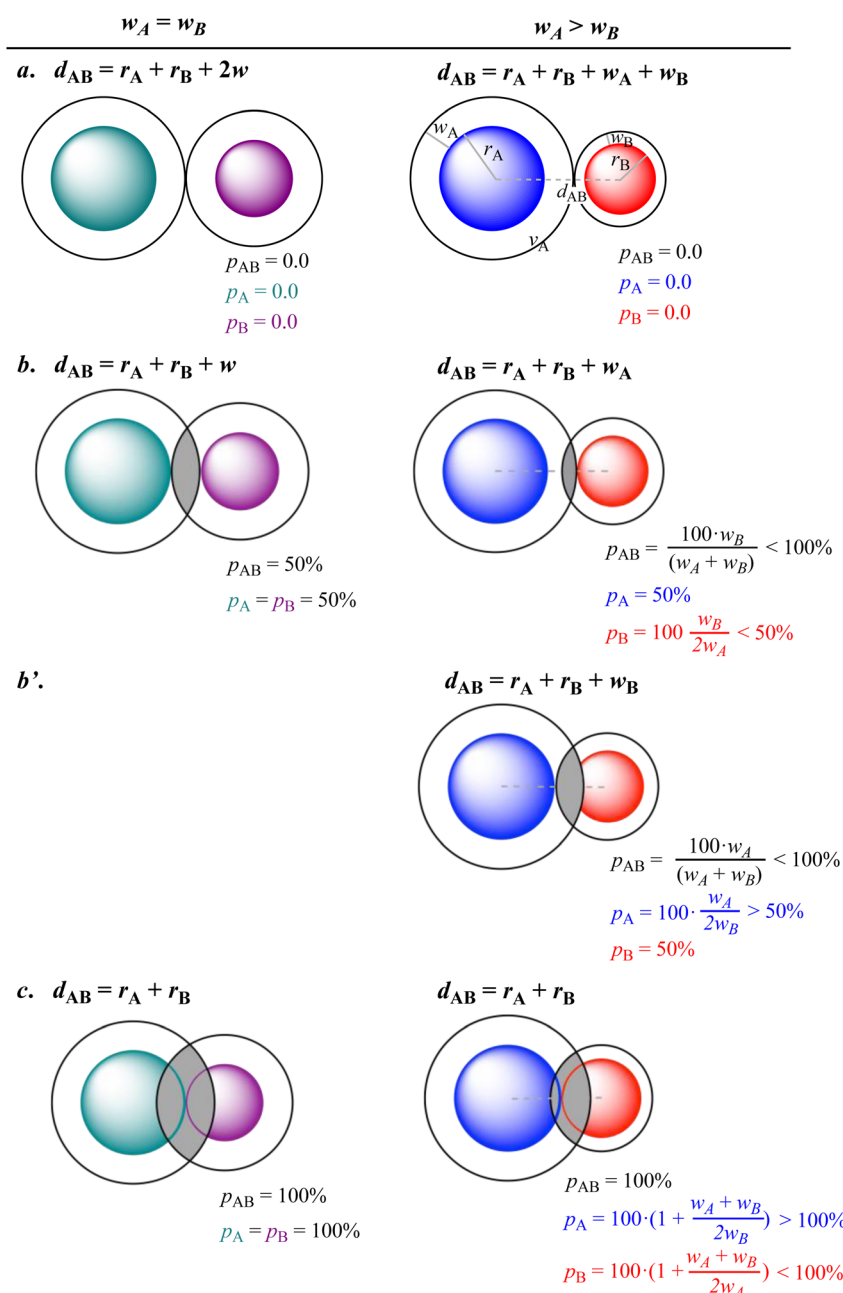 w_A = w_B
w_A > w_B
a. d_AB = r_A + r_B + 2w
d_AB = r_A + r_B + w_A + w_B
w_A
r_A
w_B
r_B
d_AB
v_A
p_AB = 0.0
p_A = 0.0
p_B = 0.0
p_AB = 0.0
p_A = 0.0
p_B = 0.0
b. d_AB = r_A + r_B + w
d_AB = r_A + r_B + w_A
p_AB = 50%
p_A = p_B = 50%
p_AB = 100·w_B / (w_A + w_B) < 100%
p_A = 50%
p_B = 100 w_B / 2w_A < 50%
b’.
d_AB = r_A + r_B + w_B
p_AB = 100·w_A / (w_A + w_B) < 100%
p_A = 100· w_A / 2w_B > 50%
p_B = 50%
c. d_AB = r_A + r_B
d_AB = r_A + r_B
p_AB = 100%
p_A = p_B = 100%
p_AB = 100%
p_A = 100·(1 + w_A + w_B / 2w_B) > 100%
p_B = 100·(1 + w_A + w_B / 2w_A) < 100%